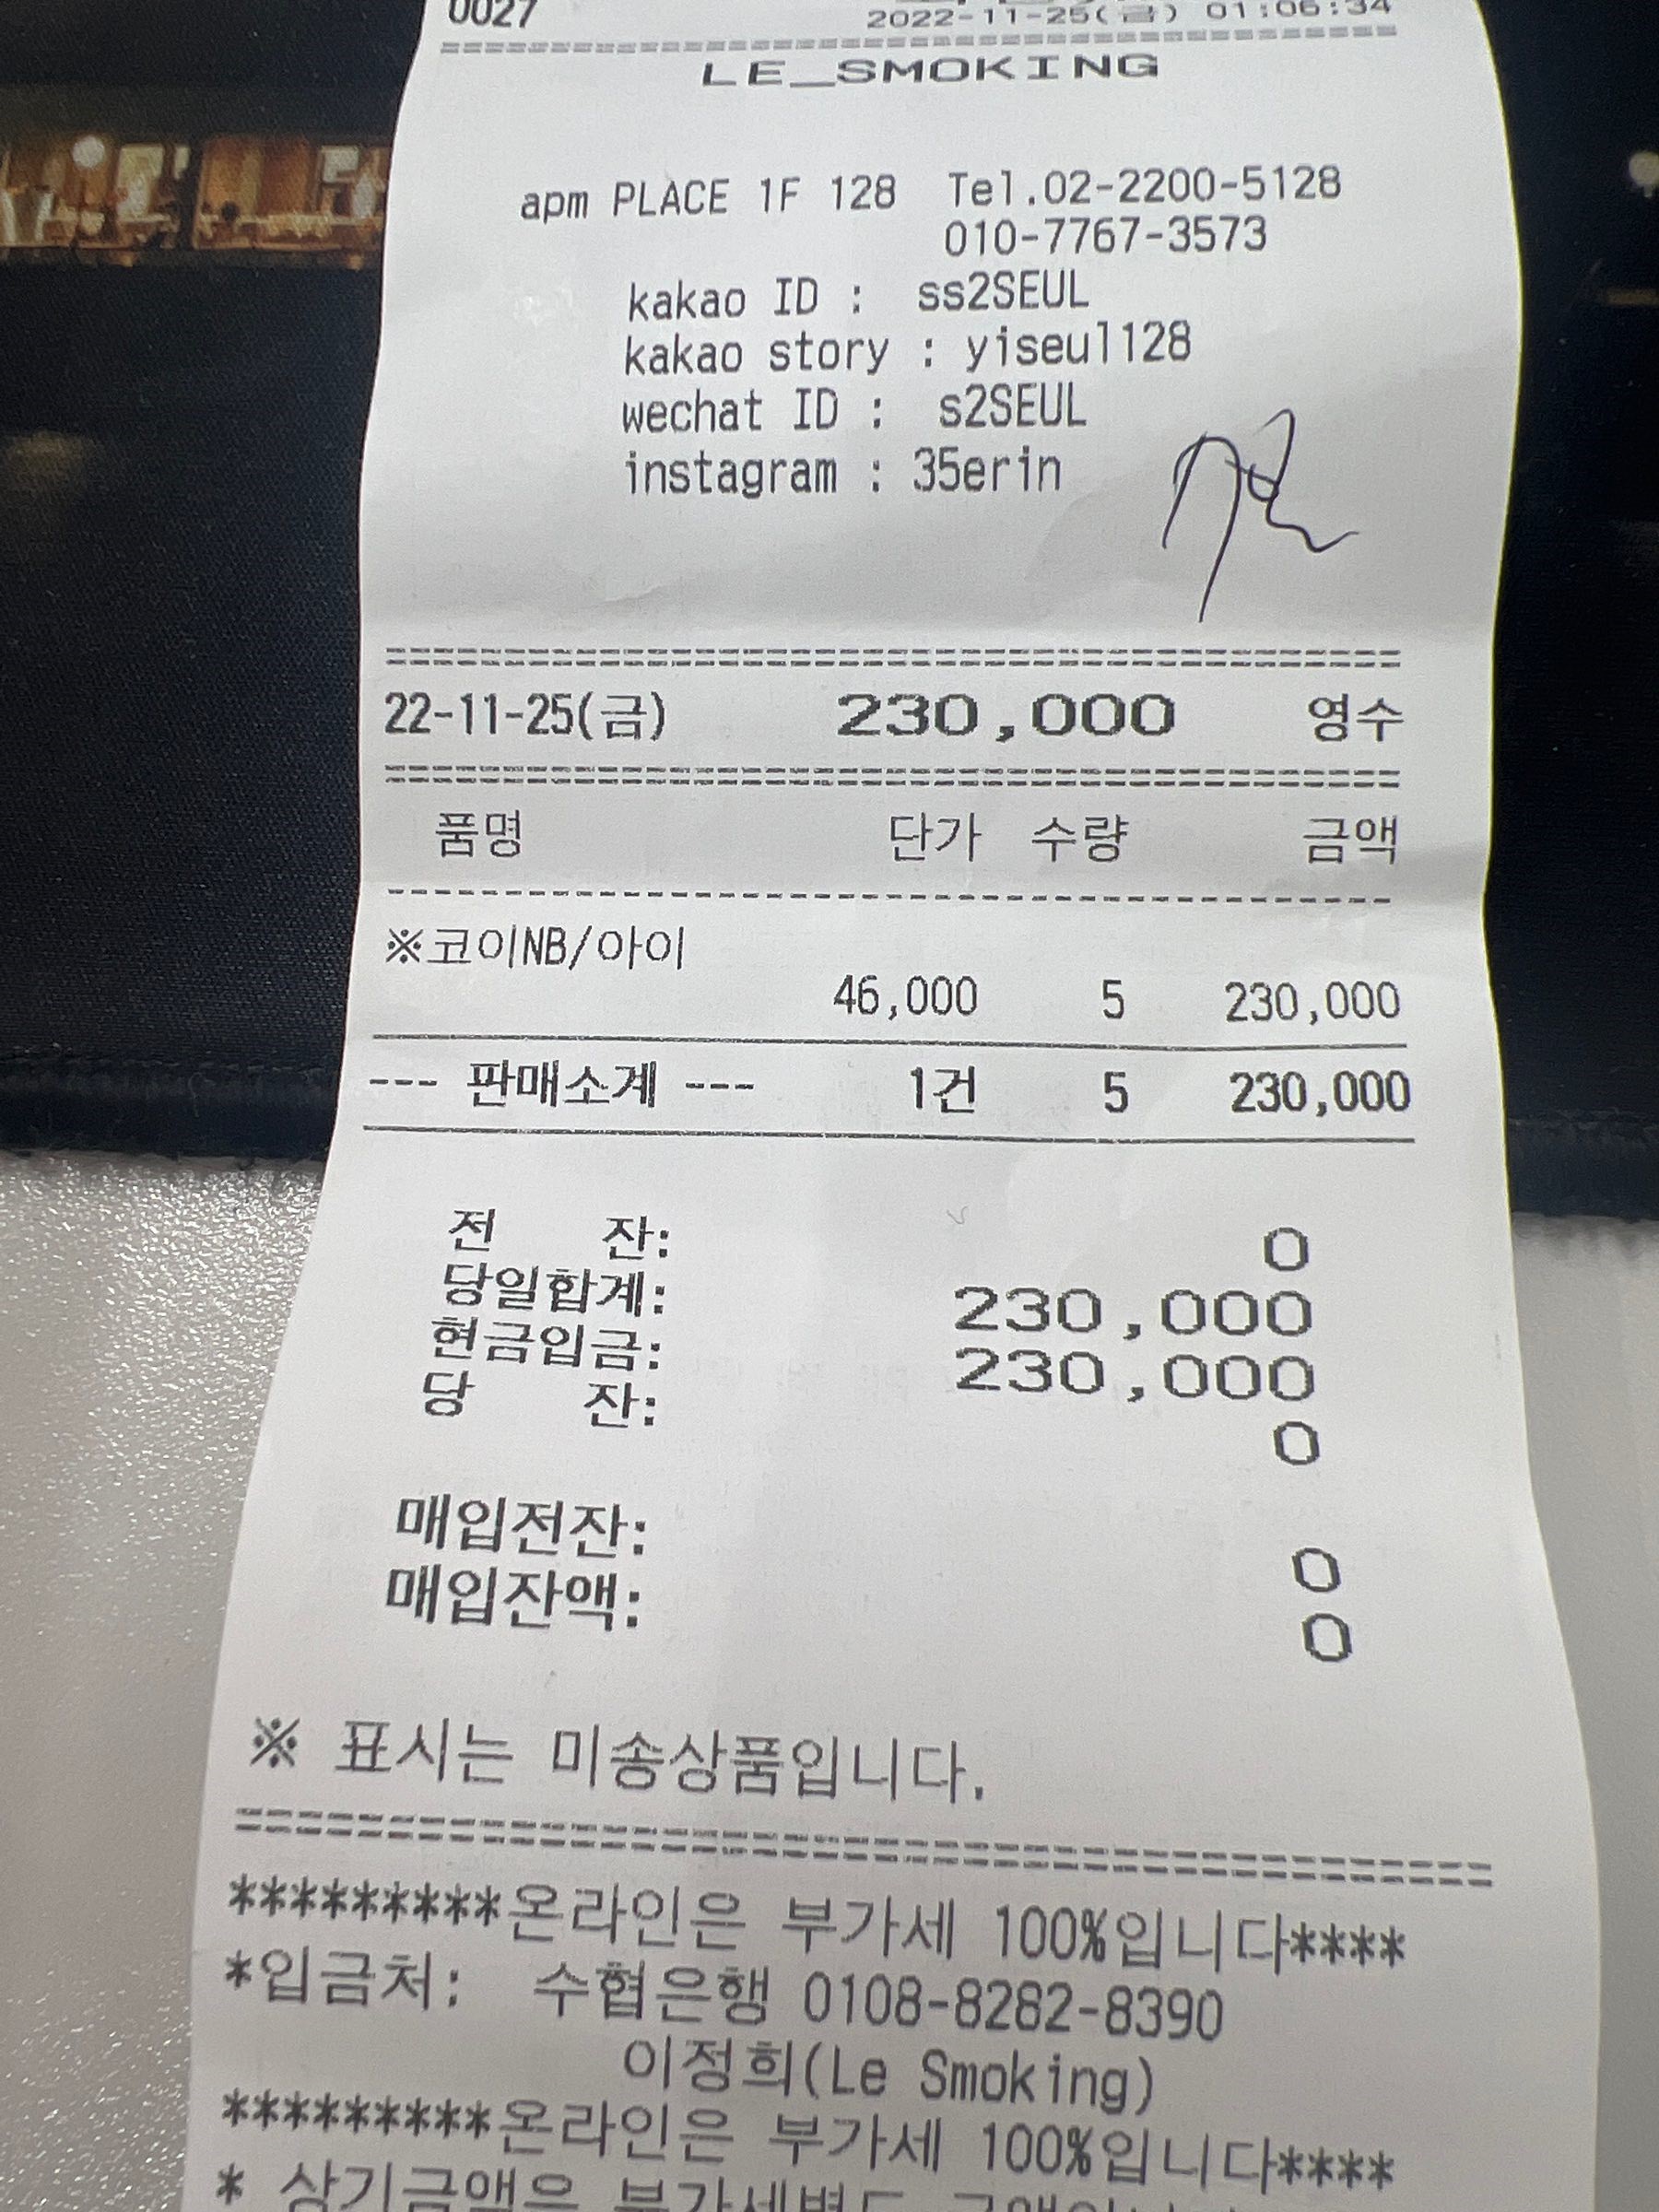 0027
2022-11-25(금) 01:06:34
LE_SMOKING
apm PLACE 1F 128 Tel.02-2200-5128
010-7767-3573
kakao ID : ss2SEUL
kakao story : yiseul128
wechat ID : s2SEUL
instagram : 35erin
22-11-25(금) 230,000 영수
품명 단가 수량 금액
※코이NB/아이
46,000 5 230,000
--- 판매소계 --- 1건 5 230,000
전 잔: 0
당일합계: 230,000
현금입금: 230,000
당 잔: 0
매입전잔: 0
매입잔액: 0
※ 표시는 미송상품입니다.
*********온라인은 부가세 100%입니다****
*입금처: 수협은행 0108-8282-8390
이정희(Le Smoking)
*********온라인은 부가세 100%입니다****
* 상기금액은